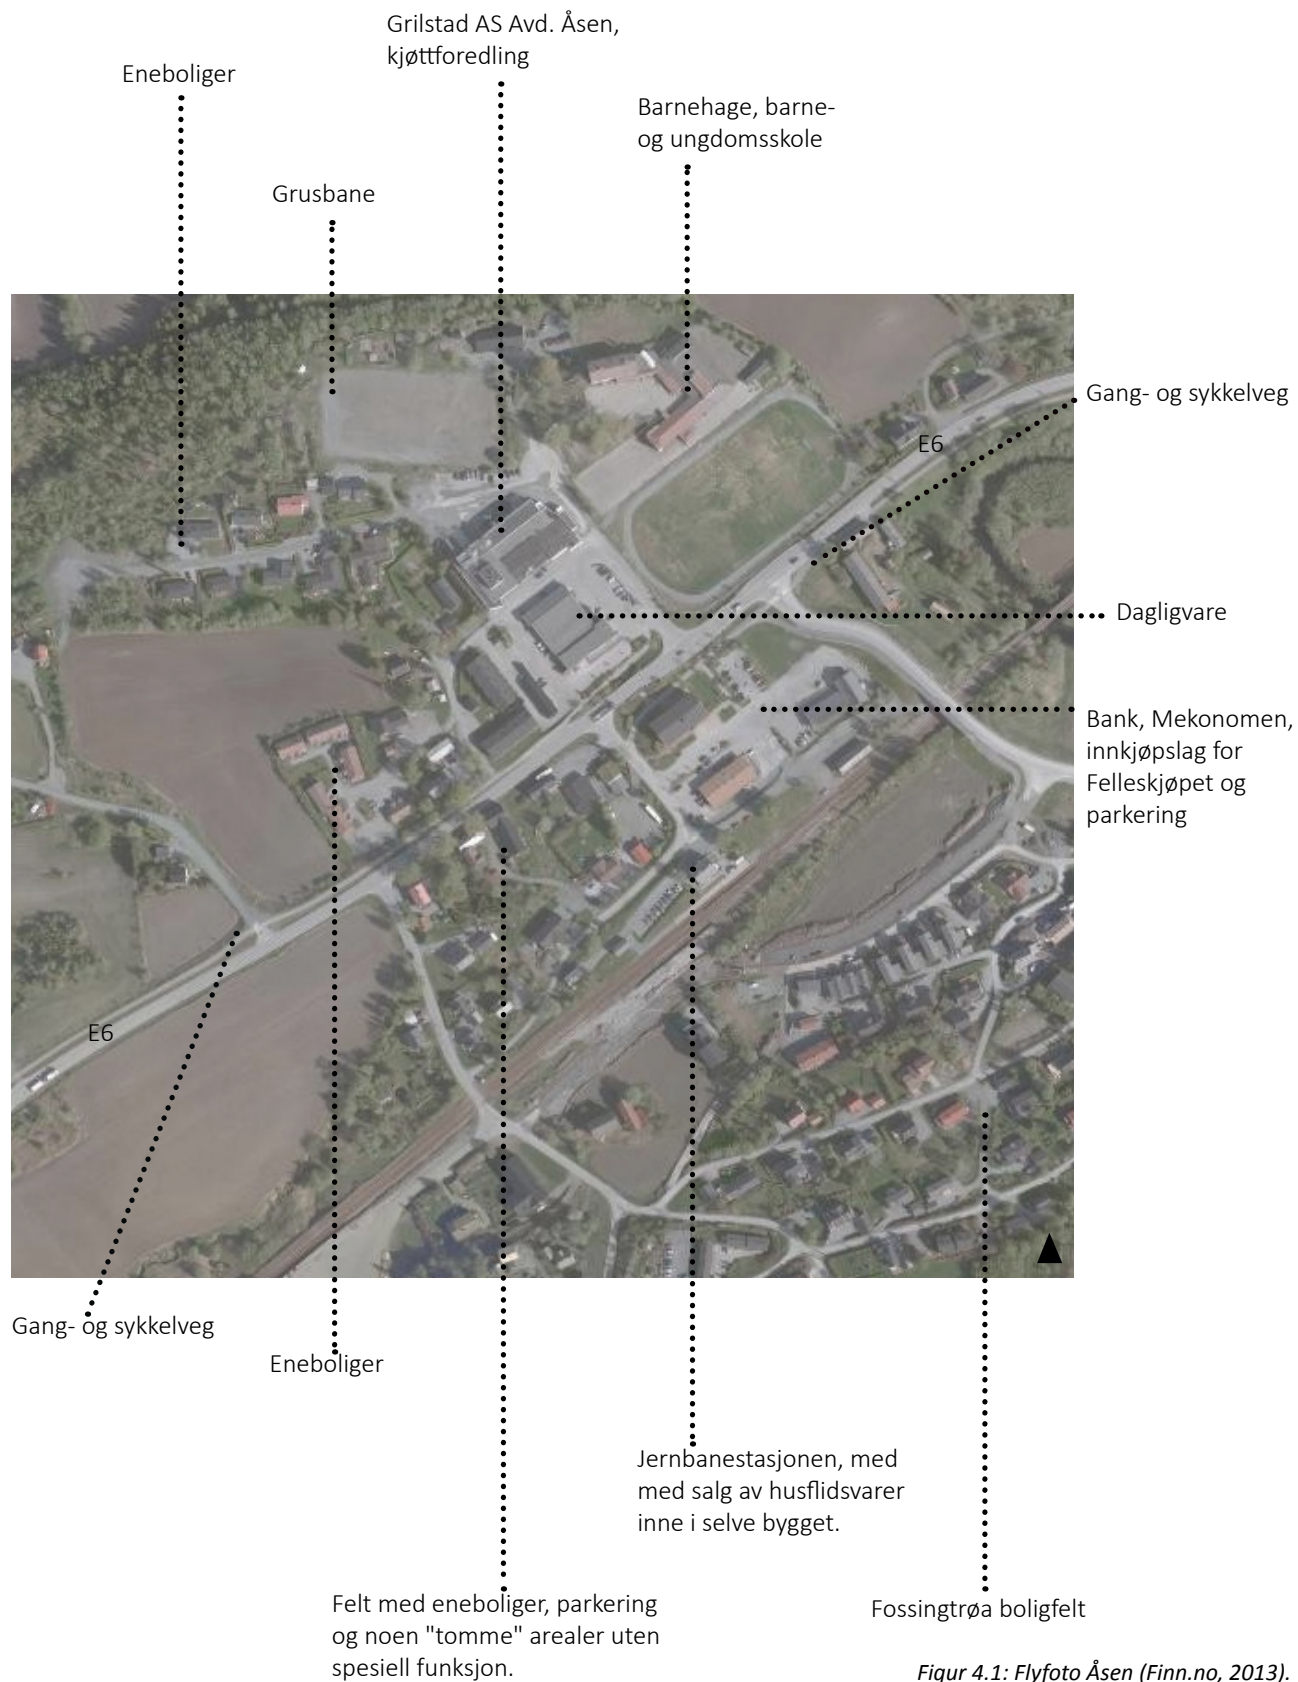 Grilstad AS Avd. Åsen,
kjøttforedling
Eneboliger
Barnehage, barne-
og ungdomsskole
Grusbane
Gang- og sykkelveg
E6
Dagligvare
Bank, Mekonomen,
innkjøpslag for
Felleskjøpet og
parkering
E6
Gang- og sykkelveg
Eneboliger
Jernbanestasjonen, med
med salg av husflidsvarer
inne i selve bygget.
Felt med eneboliger, parkering
og noen "tomme" arealer uten
spesiell funksjon.
Fossingtrøa boligfelt
Figur 4.1: Flyfoto Åsen (Finn.no, 2013).